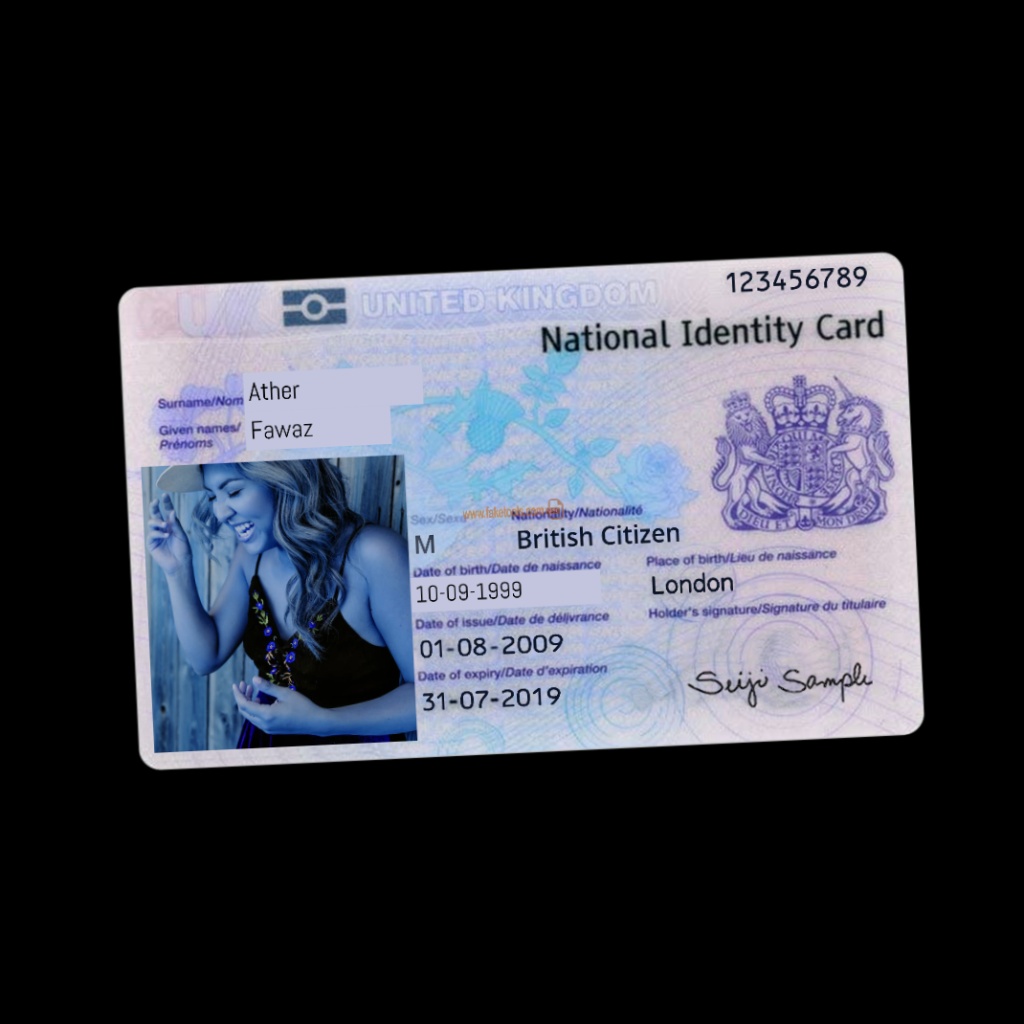 UNITED KINGDOM
123456789
National Identity Card
Surname/Nom
Ather
Given names/
Prénoms
Fawaz
Sex/Sexe
Nationality/Nationalité
M
British Citizen
Date of birth/Date de naissance
Place of birth/Lieu de naissance
10-09-1999
London
Date of issue/Date de délivrance
Holder's signature/Signature du titulaire
01-08-2009
Date of expiry/Date d'expiration
31-07-2019
Seiji Sample
DIEU ET MON DROIT